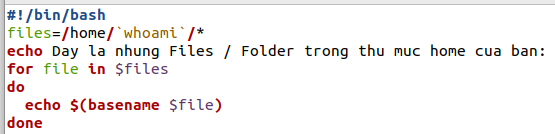 #!/bin/bash
files=/home/`whoami`/*
echo Day la nhung Files / Folder trong thu muc home cua ban:
for file in $files
do
  echo $(basename $file)
done